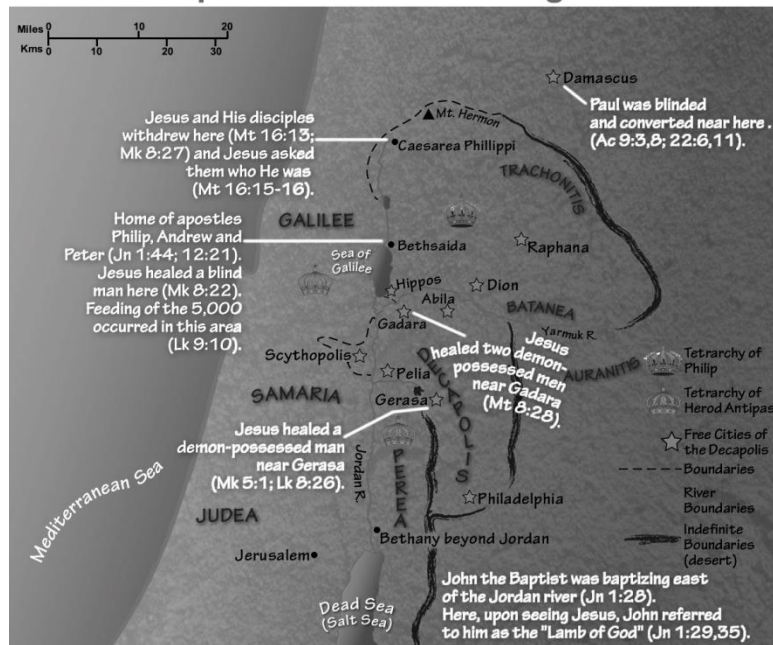 Miles 0 10 20
Kms 10 20 30
Damascus
Paul was blinded
and converted near here .
(Ac 9:3,8; 22:6,11).
Jesus and His disciples
withdrew here (Mt 16:13;
Mk 8:27) and Jesus asked
them who He was
(Mt 16:15-16).
Mt. Hermon
Caesarea Phillippi
TRACHONITIS
Home of apostles
Philip, Andrew and
Peter (Jn 1:44; 12:21).
Jesus healed a blind
man here (Mk 8:22).
Feeding of the 5,000
occurred in this area
(Lk 9:10).
GALILEE
Sea of
Galilee
Bethsaida
Raphana
Hippos
Dion
Abila
Gadara
BATANEA
Yarmuk R.
AURANITIS
Jesus
healed two demon-
possessed men
near Gadara
(Mt 8:28).
Scythopolis
Pella
DECAPOLIS
SAMARIA
Gerasa
Jesus healed a
demon-possessed man
near Gerasa
(Mk 5:1; Lk 8:26).
Jordan R.
PEREA
Philadelphia
Mediterranean Sea
JUDEA
Jerusalem
Bethany beyond Jordan
Dead Sea
(Salt Sea)
John the Baptist was baptizing east
of the Jordan river (Jn 1:28).
Here, upon seeing Jesus, John referred
to him as the "Lamb of God" (Jn 1:29,35).
Tetrarchy of
Philip
Tetrarchy of
Herod Antipas
Free Cities of
the Decapolis
Boundaries
River
Boundaries
Indefinite
Boundaries
(desert)